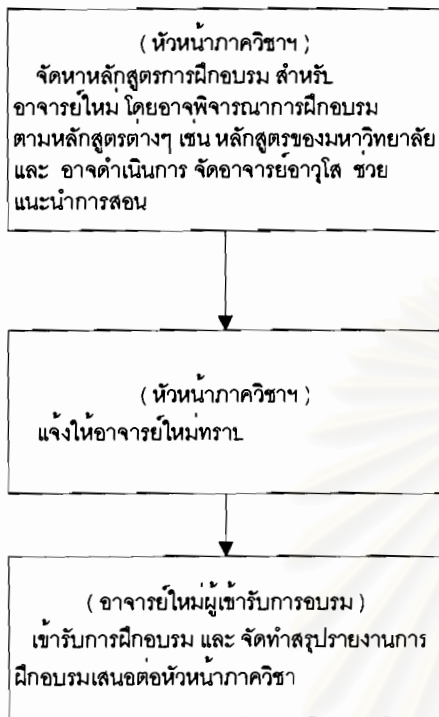 ( หัวหน้าภาควิชาฯ )
จัดหาหลักสูตรการฝึกอบรม สำหรับ
อาจารย์ใหม่ โดยอาจพิจารณาการฝึกอบรม
ตามหลักสูตรต่างๆ เช่น หลักสูตรของมหาวิทยาลัย
และ อาจดำเนินการ จัดอาจารย์อาวุโส ช่วย
แนะนำการสอน
( หัวหน้าภาควิชาฯ )
แจ้งให้อาจารย์ใหม่ทราบ
( อาจารย์ใหม่ผู้เข้ารับการอบรม )
เข้ารับการฝึกอบรม และ จัดทำสรุปรายงานการ
ฝึกอบรมเสนอต่อหัวหน้าภาควิชา